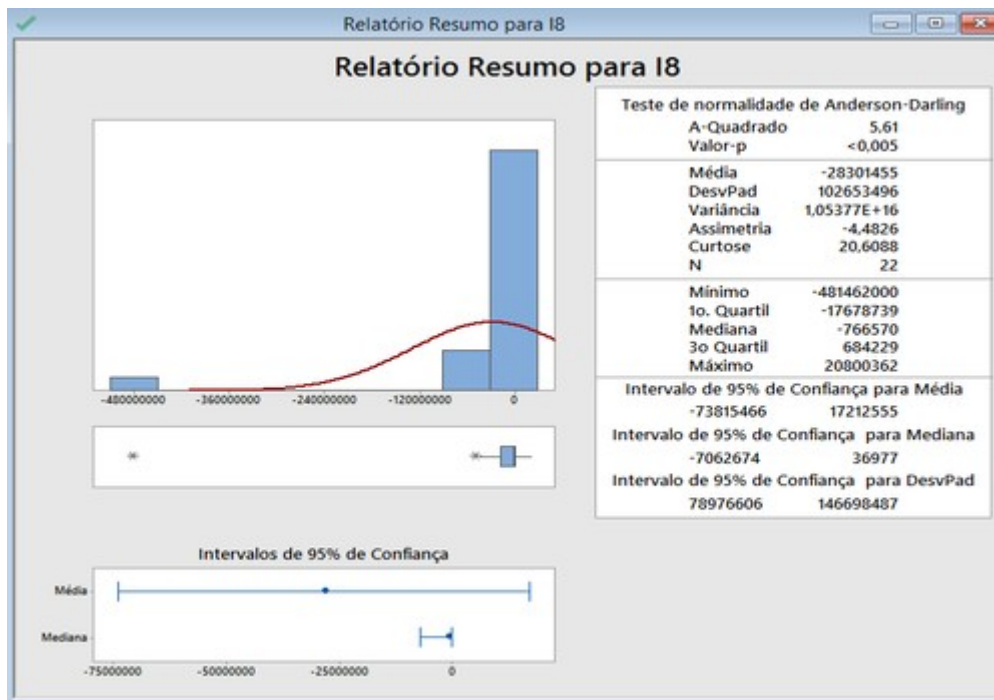 Relatório Resumo para I8
Relatório Resumo para I8
Teste de normalidade de Anderson-Darling
A-Quadrado 5,61
Valor-p <0,005
Média -28301455
DesvPad 102653496
Variância 1,05377E+16
Assimetria -4,4826
Curtose 20,6088
N 22
Mínimo -481462000
1o. Quartil -17678739
Mediana -766570
3o Quartil 684229
Máximo 20800362
Intervalo de 95% de Confiança para Média
-73815466 17212555
Intervalo de 95% de Confiança para Mediana
-7062674 36977
Intervalo de 95% de Confiança para DesvPad
78976606 146698487
-480000000 -360000000 -240000000 -120000000 0
Intervalos de 95% de Confiança
Média
Mediana
-75000000 -50000000 -25000000 0